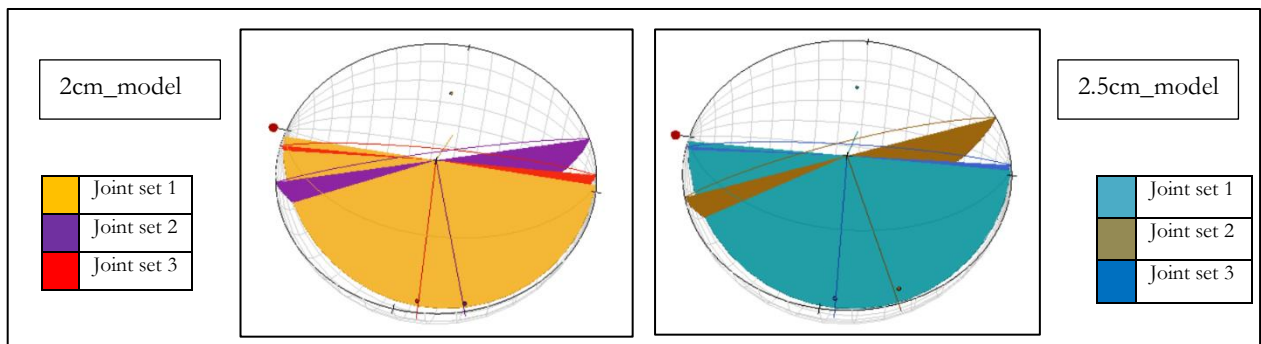 2cm_model
Joint set 1
Joint set 2
Joint set 3
2.5cm_model
Joint set 1
Joint set 2
Joint set 3